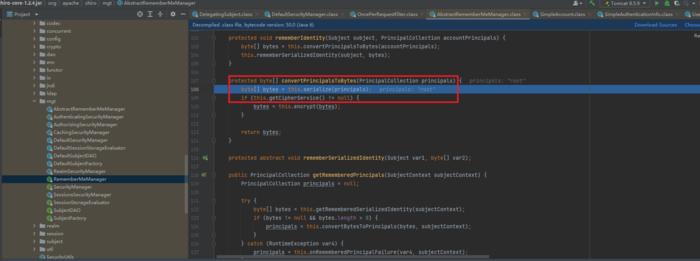 hiro-core-1.2.4.jar
org
apache
shiro
mgt
AbstractRememberMeManager
DelegatingSubject.class
AbstractRememberMeManager.class
OncePerRequestFilter.class
AbstractRememberMeManager.class
SimpleAccount.class
SimpleAuthenticationInfo.class
Tomcat 8.5.9
Decompiled .class file, bytecode version: 50.0 (Java 6)
Download Sources
codec
concurrent
config
crypto
dao
env
functor
io
jndi
ldap
mgt
AbstractRememberMeManager
AuthenticatingSecurityManager
AuthorizingSecurityManager
CachingSecurityManager
DefaultSecurityManager
DefaultSessionStorageEvaluator
DefaultSubjectDAO
DefaultSubjectFactory
RealmSecurityManager
RememberMeManager
SecurityManager
SessionsSecurityManager
SessionStorageEvaluator
SubjectDAO
SubjectFactory
realm
session
subject
util
SecurityUtils
protected void rememberIdentity(Subject subject, PrincipalCollection accountPrincipals) {
byte[] bytes = this.convertPrincipalsToBytes(accountPrincipals);
this.rememberSerializedIdentity(subject, bytes);
}
protected byte[] convertPrincipalsToBytes(PrincipalCollection principals) { principals: "root"
byte[] bytes = this.serialize(principals); principals: "root"
if (this.getCipherService() != null) {
bytes = this.encrypt(bytes);
}
return bytes;
}
protected abstract void rememberSerializedIdentity(Subject var1, byte[] var2);
public PrincipalCollection getRememberedPrincipals(SubjectContext subjectContext) {
PrincipalCollection principals = null;
try {
byte[] bytes = this.getRememberedSerializedIdentity(subjectContext);
if (bytes != null && bytes.length > 0) {
principals = this.convertBytesToPrincipals(bytes, subjectContext);
}
} catch (RuntimeException var4) {
principals = this.onRememberedPrincipalFailure(var4, subjectContext);